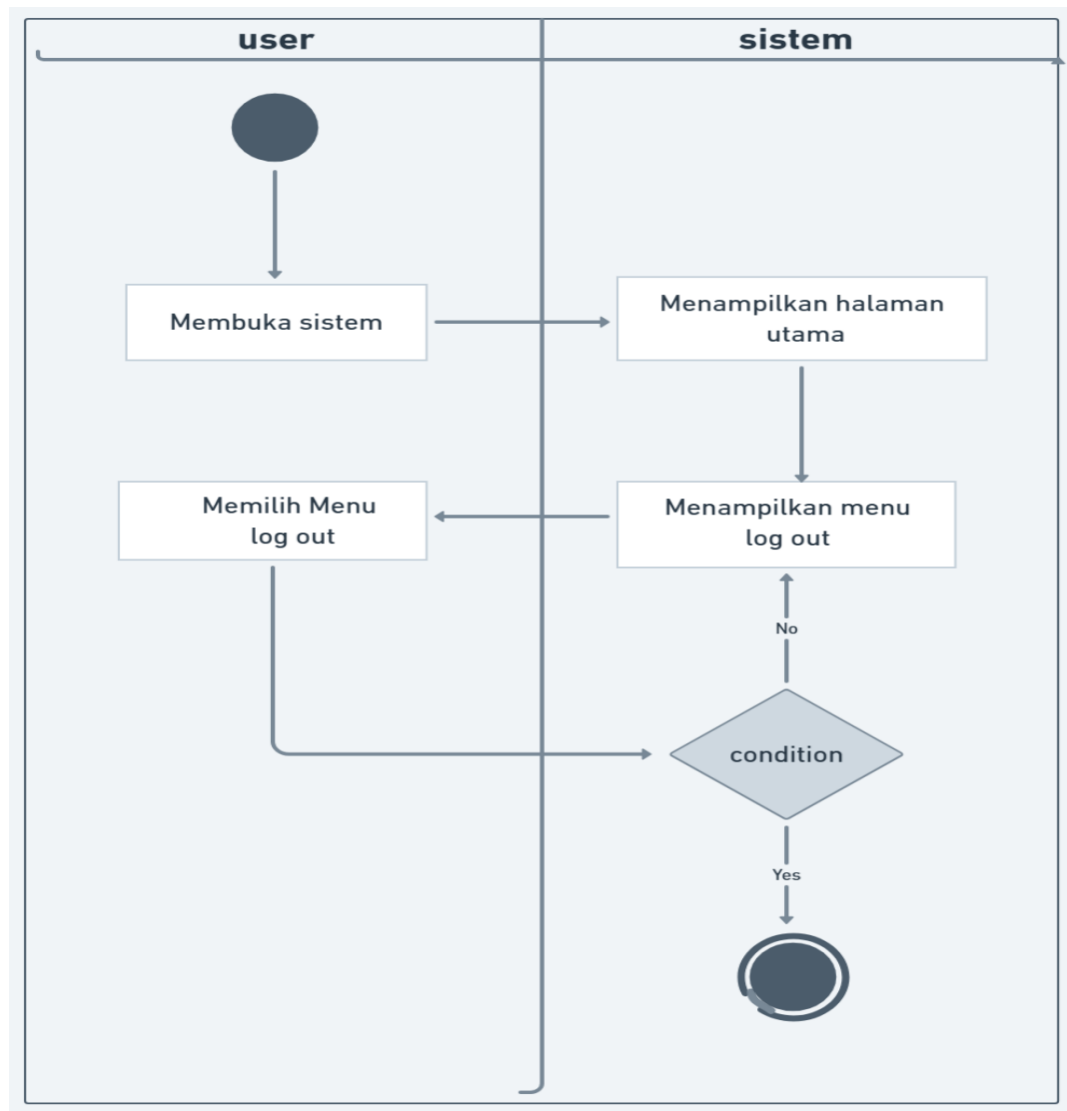 user
sistem
Membuka sistem
Menampilkan halaman
utama
Memilih Menu
log out
Menampilkan menu
log out
No
condition
Yes